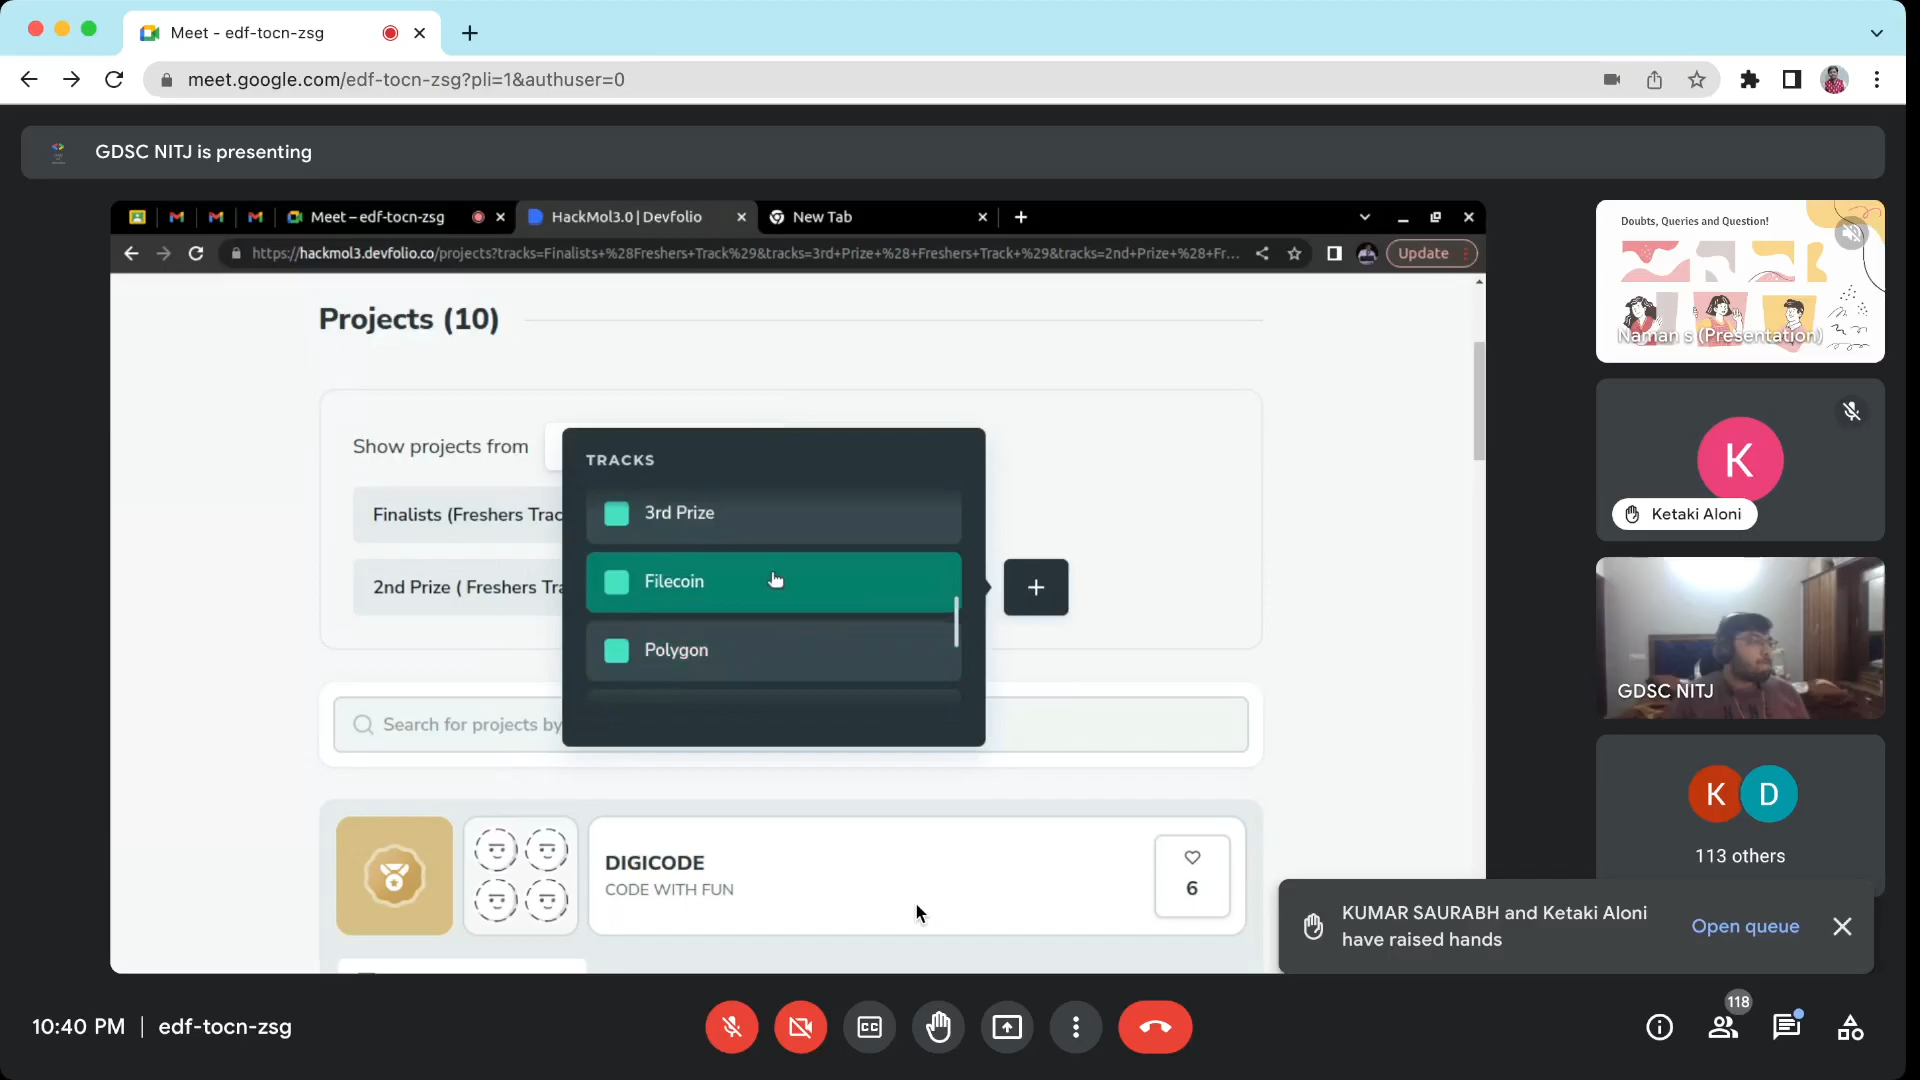 Meet - edf-tocn-zsg
meet.google.com/edf-tocn-zsg?pli=1&authuser=0
GDSC NITJ is presenting
Meet – edf-tocn-zsg
HackMol3.0 | Devfolio
New Tab
https://hackmol3.devfolio.co/projects?tracks=Finalists+%28Freshers+Track%29&tracks=3rd+Prize+%28+Freshers+Track+%29&tracks=2nd+Prize+%28+Fr...
Update
Projects (10)
Show projects from
TRACKS
3rd Prize
Finalists (Freshers Trac
Filecoin
2nd Prize ( Freshers Tra
+
Polygon
Search for projects by
DIGICODE
CODE WITH FUN
6
Doubts, Queries and Question!
Naman s (Presentation)
K
Ketaki Aloni
GDSC NITJ
K D
113 others
KUMAR SAURABH and Ketaki Aloni
have raised hands
Open queue
10:40 PM | edf-tocn-zsg
CC
118